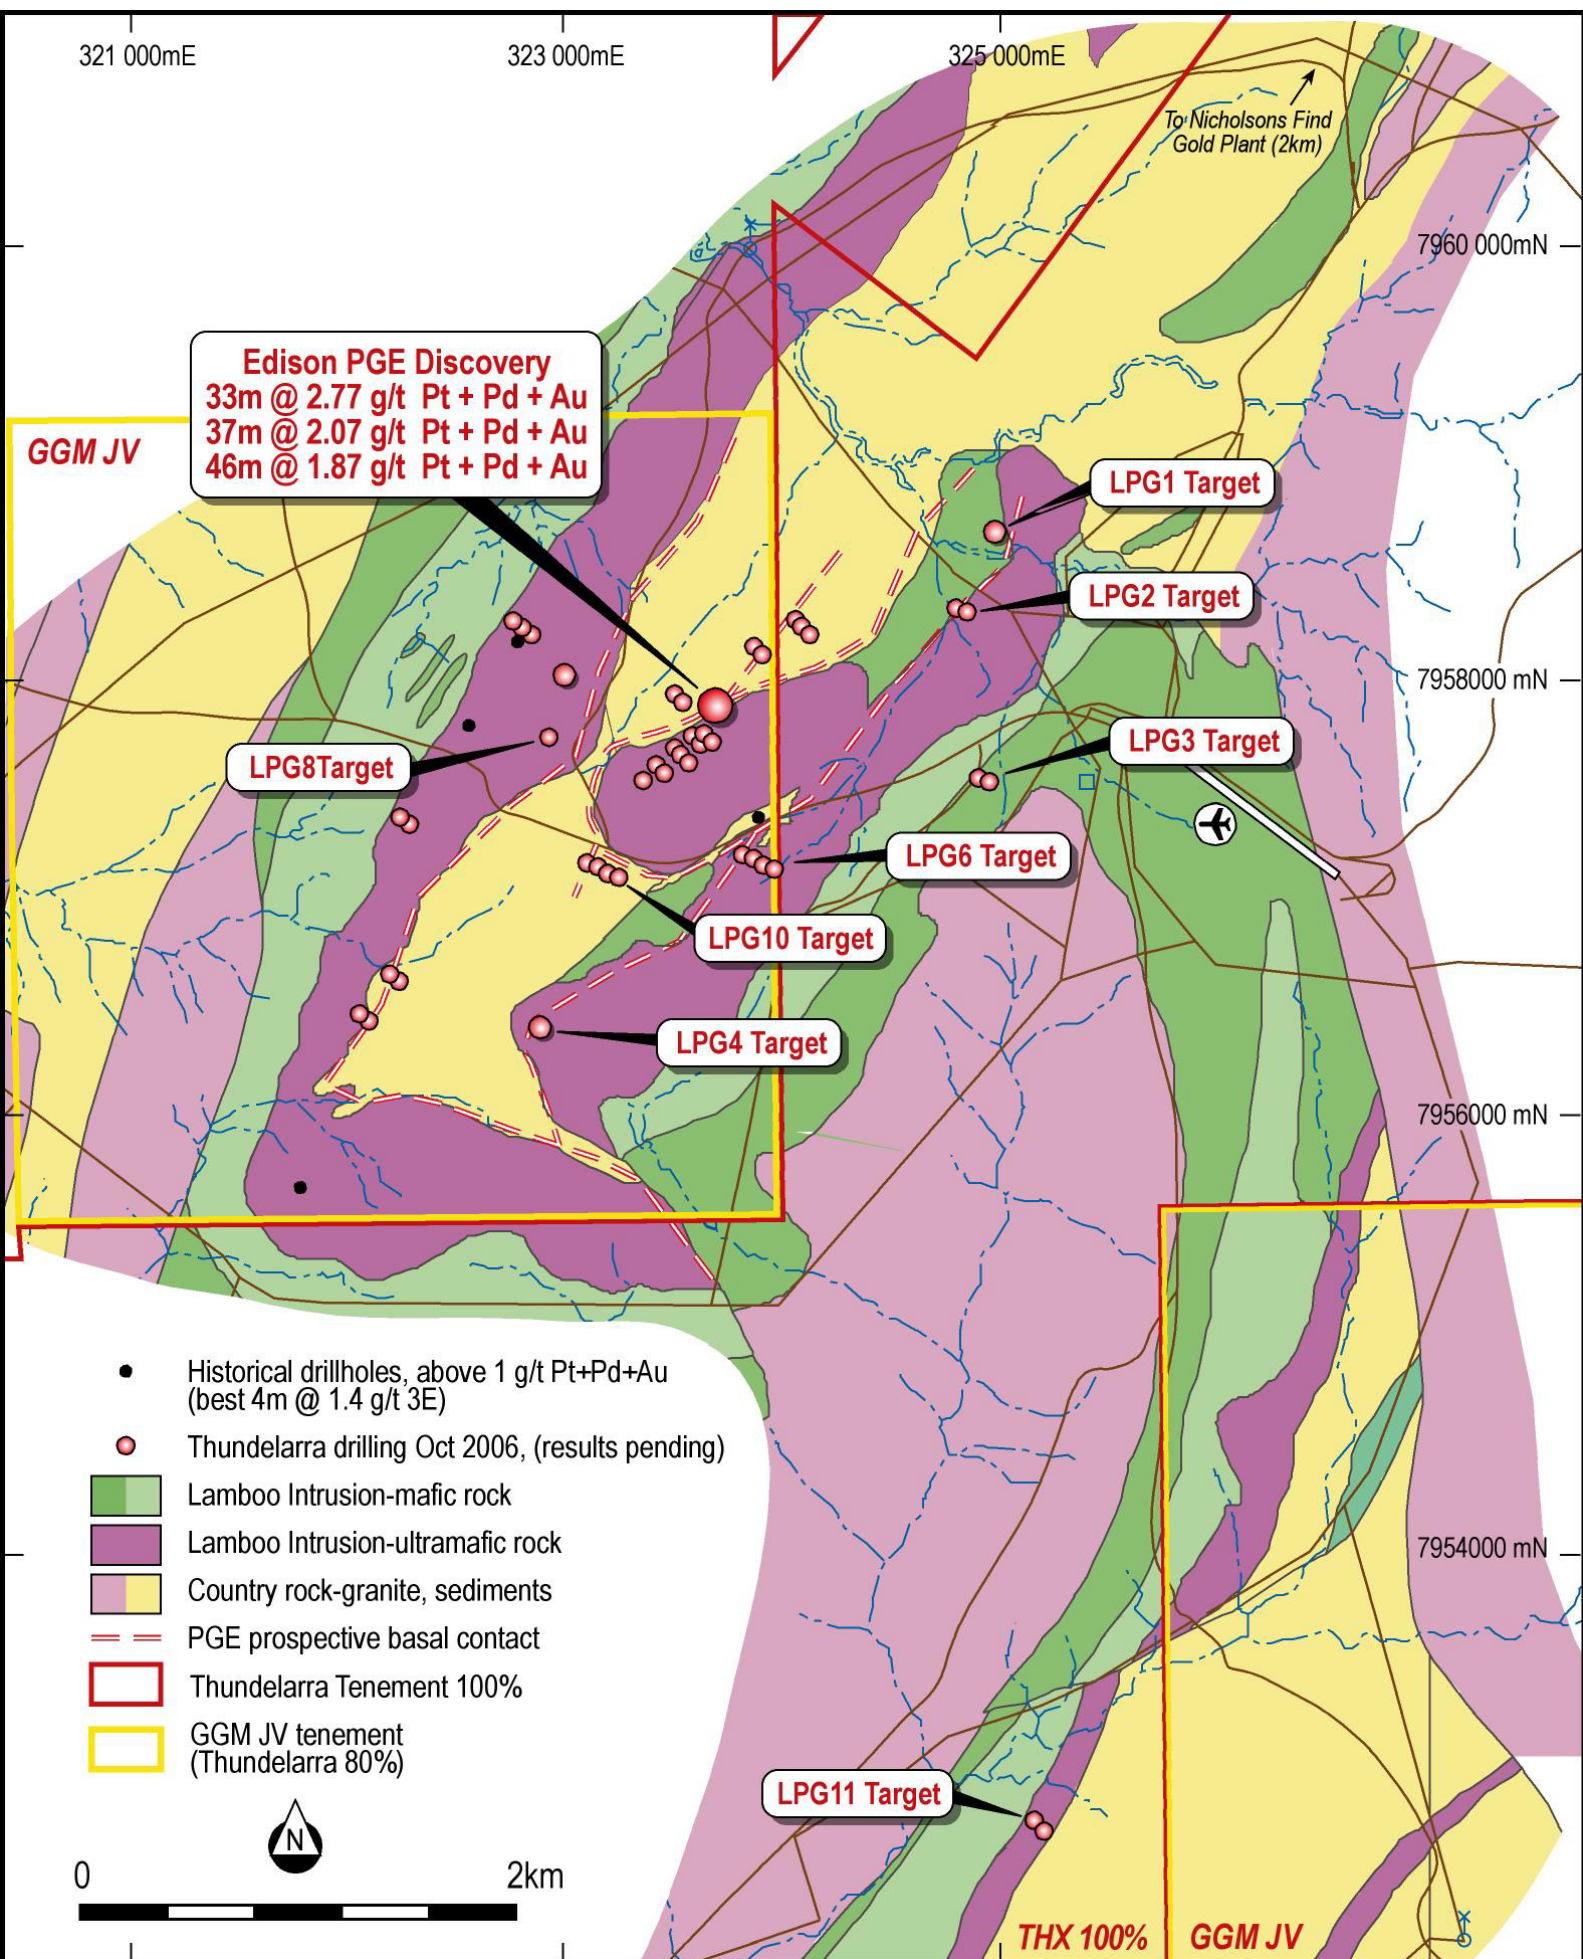 321 000mE
323 000mE
325 000mE
To Nicholsons Find
Gold Plant (2km)
7960 000mN
Edison PGE Discovery
33m @ 2.77 g/t Pt + Pd + Au
37m @ 2.07 g/t Pt + Pd + Au
46m @ 1.87 g/t Pt + Pd + Au
GGM JV
LPG1 Target
LPG2 Target
7958000 mN
LPG3 Target
LPG8Target
LPG6 Target
LPG10 Target
LPG4 Target
7956000 mN
Historical drillholes, above 1 g/t Pt+Pd+Au
(best 4m @ 1.4 g/t 3E)
Thundelarra drilling Oct 2006, (results pending)
Lamboo Intrusion-mafic rock
Lamboo Intrusion-ultramafic rock
7954000 mN
Country rock-granite, sediments
PGE prospective basal contact
Thundelarra Tenement 100%
GGM JV tenement
(Thundelarra 80%)
LPG11 Target
N
0
2km
THX 100%
GGM JV